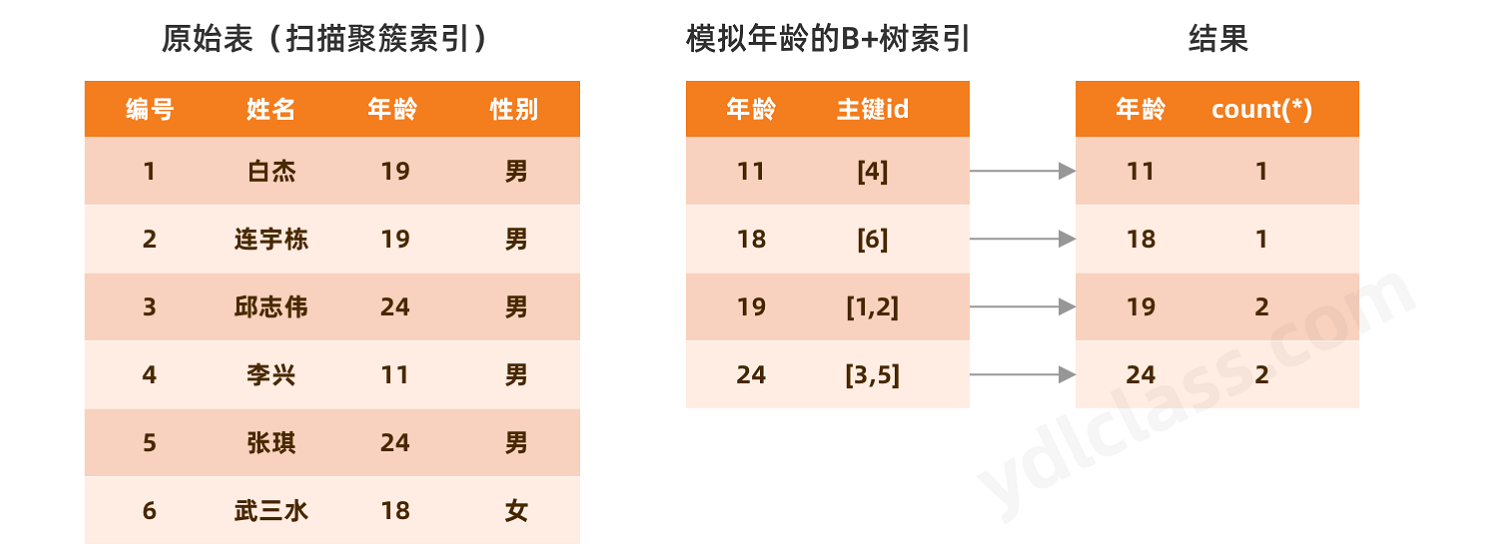 原始表（扫描聚簇索引）
编号 姓名 年龄 性别
1 白杰 19 男
2 连宇栋 19 男
3 邱志伟 24 男
4 李兴 11 男
5 张琪 24 男
6 武三水 18 女
模拟年龄的B+树索引
年龄 主键id
11 [4]
18 [6]
19 [1,2]
24 [3,5]
结果
年龄 count(*)
11 1
18 1
19 2
24 2
ydlclass.com